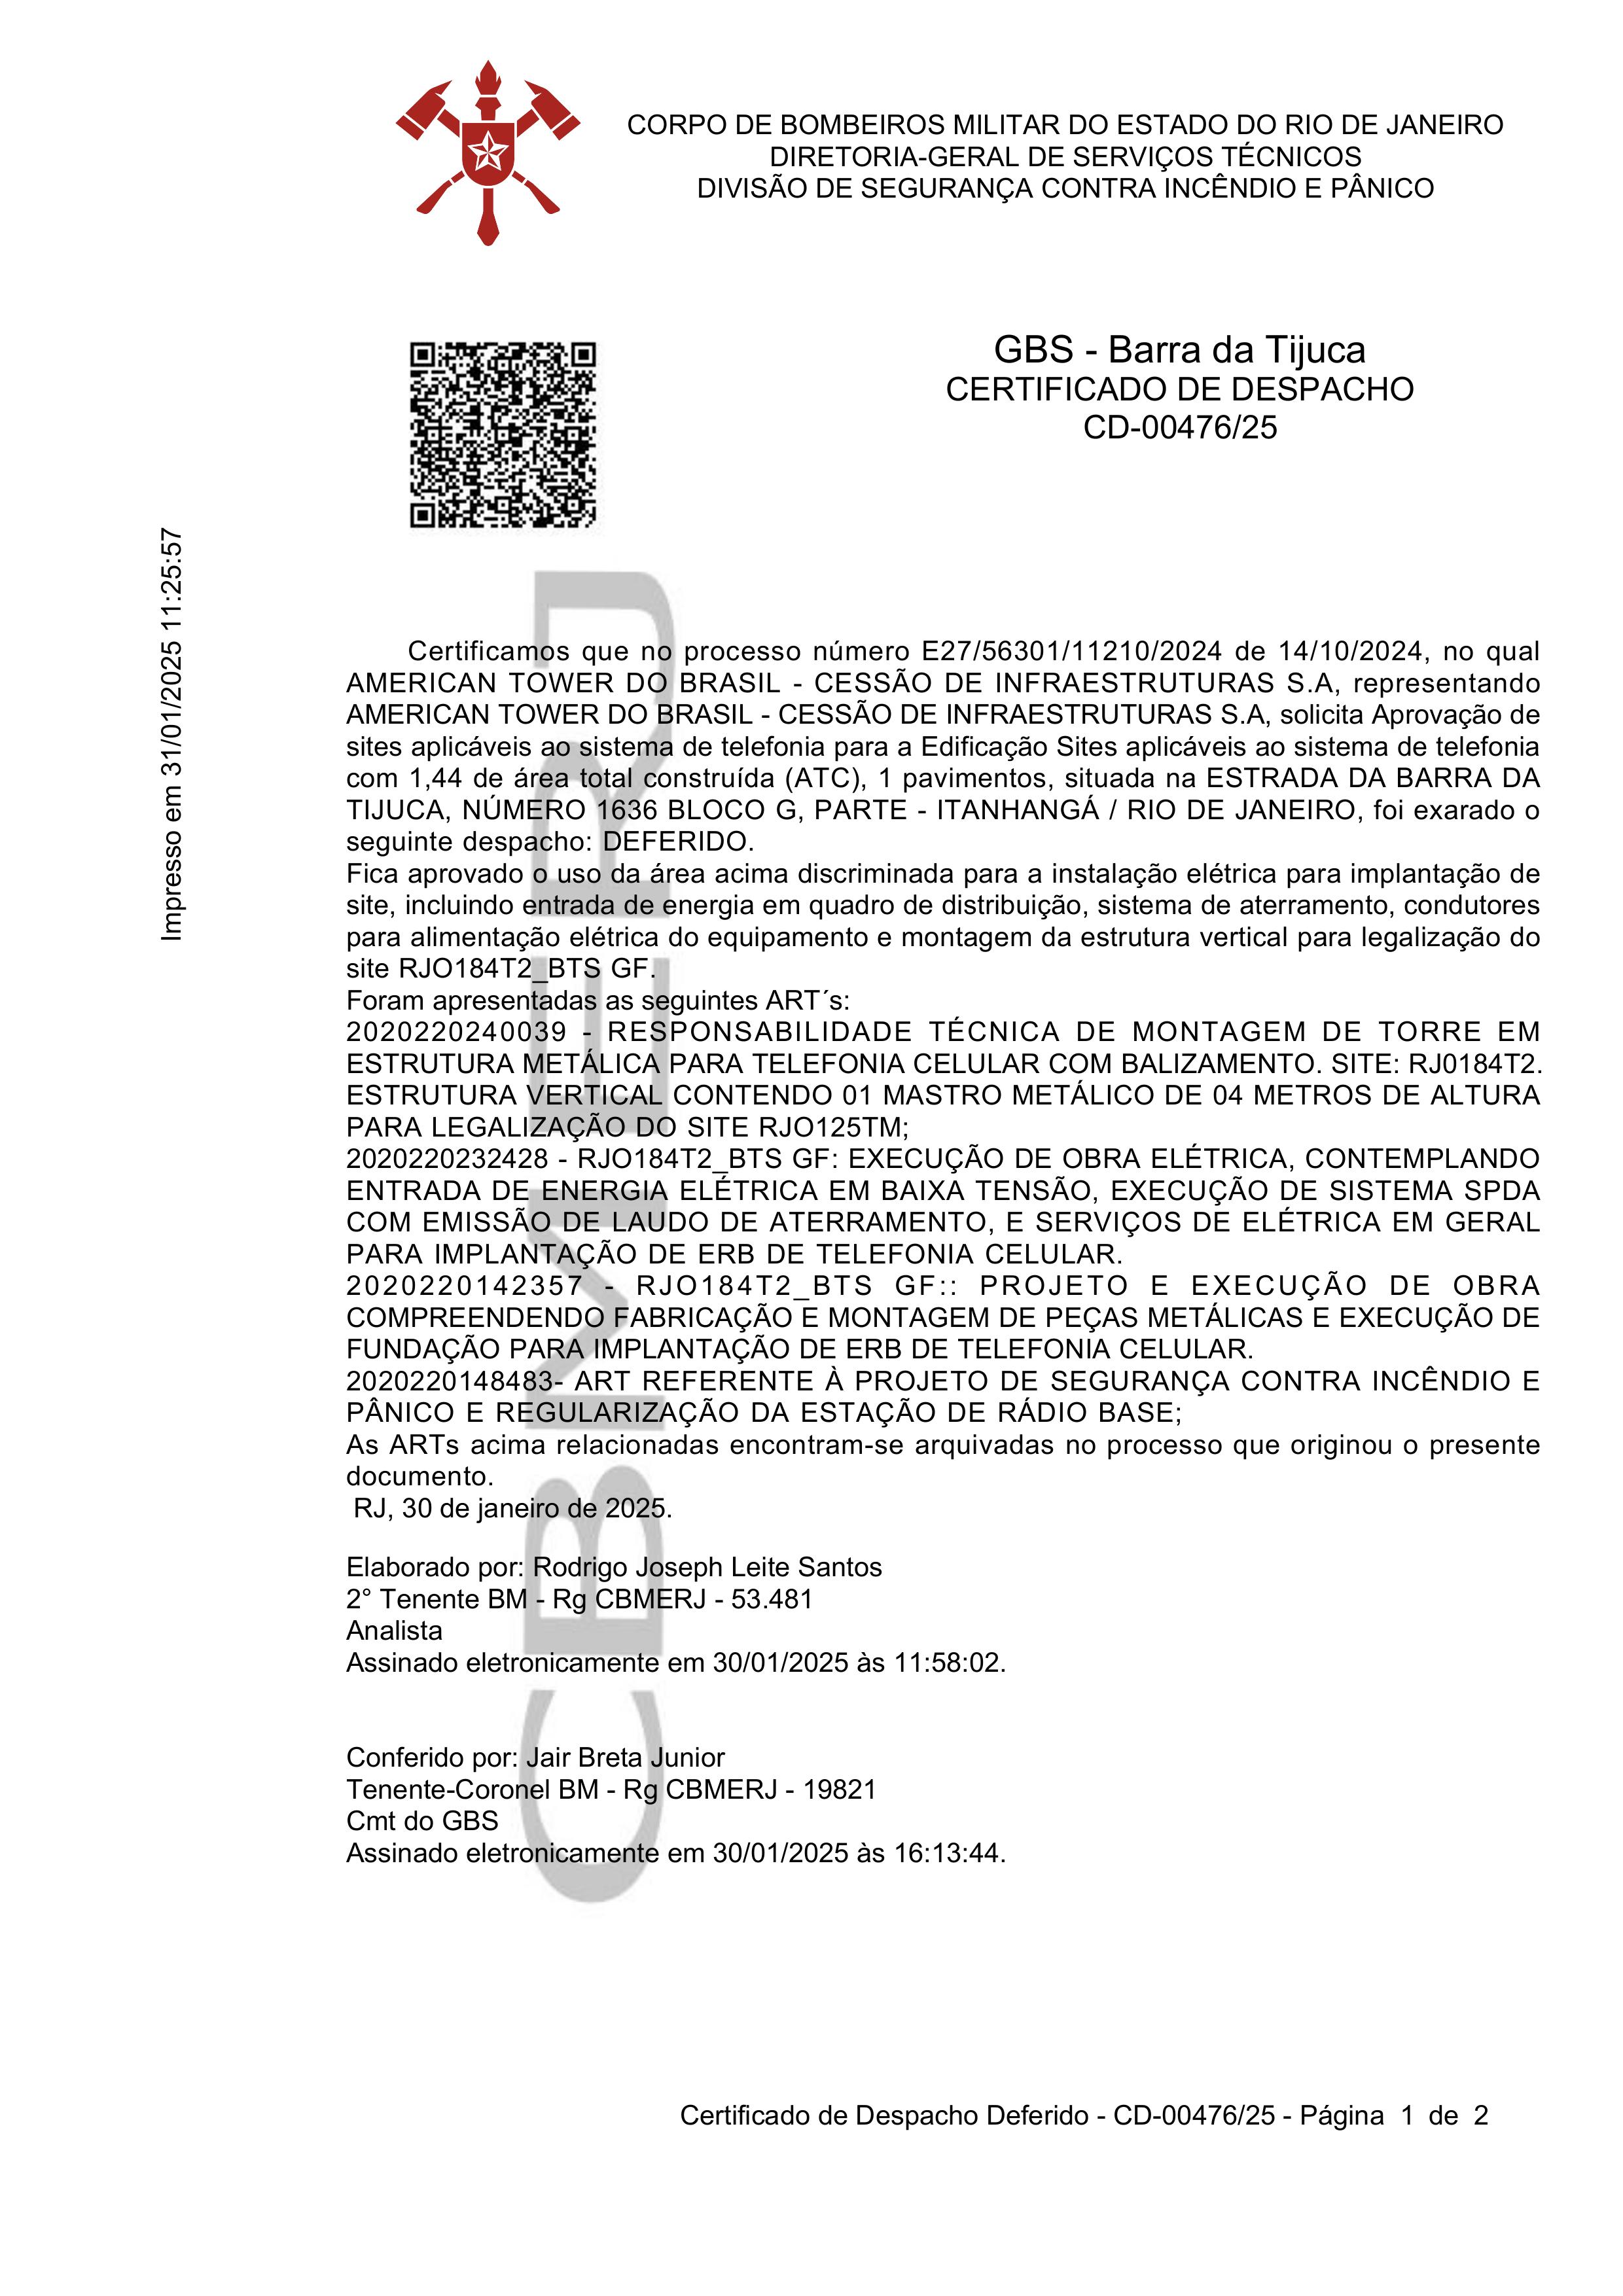 CORPO DE BOMBEIROS MILITAR DO ESTADO DO RIO DE JANEIRO
DIRETORIA-GERAL DE SERVIÇOS TÉCNICOS
DIVISÃO DE SEGURANÇA CONTRA INCÊNDIO E PÂNICO
GBS - Barra da Tijuca
CERTIFICADO DE DESPACHO
CD-00476/25
Impresso em 31/01/2025 11:25:57
CBMERJ
Certificamos que no processo número E27/56301/11210/2024 de 14/10/2024, no qual
AMERICAN TOWER DO BRASIL - CESSÃO DE INFRAESTRUTURAS S.A, representando
AMERICAN TOWER DO BRASIL - CESSÃO DE INFRAESTRUTURAS S.A, solicita Aprovação de
sites aplicáveis ao sistema de telefonia para a Edificação Sites aplicáveis ao sistema de telefonia
com 1,44 de área total construída (ATC), 1 pavimentos, situada na ESTRADA DA BARRA DA
TIJUCA, NÚMERO 1636 BLOCO G, PARTE - ITANHANGÁ / RIO DE JANEIRO, foi exarado o
seguinte despacho: DEFERIDO.
Fica aprovado o uso da área acima discriminada para a instalação elétrica para implantação de
site, incluindo entrada de energia em quadro de distribuição, sistema de aterramento, condutores
para alimentação elétrica do equipamento e montagem da estrutura vertical para legalização do
site RJO184T2_BTS GF.
Foram apresentadas as seguintes ART´s:
2020220240039 - RESPONSABILIDADE TÉCNICA DE MONTAGEM DE TORRE EM
ESTRUTURA METÁLICA PARA TELEFONIA CELULAR COM BALIZAMENTO. SITE: RJ0184T2.
ESTRUTURA VERTICAL CONTENDO 01 MASTRO METÁLICO DE 04 METROS DE ALTURA
PARA LEGALIZAÇÃO DO SITE RJO125TM;
2020220232428 - RJO184T2_BTS GF: EXECUÇÃO DE OBRA ELÉTRICA, CONTEMPLANDO
ENTRADA DE ENERGIA ELÉTRICA EM BAIXA TENSÃO, EXECUÇÃO DE SISTEMA SPDA
COM EMISSÃO DE LAUDO DE ATERRAMENTO, E SERVIÇOS DE ELÉTRICA EM GERAL
PARA IMPLANTAÇÃO DE ERB DE TELEFONIA CELULAR.
2020220142357 - RJO184T2_BTS GF:: PROJETO E EXECUÇÃO DE OBRA
COMPREENDENDO FABRICAÇÃO E MONTAGEM DE PEÇAS METÁLICAS E EXECUÇÃO DE
FUNDAÇÃO PARA IMPLANTAÇÃO DE ERB DE TELEFONIA CELULAR.
2020220148483- ART REFERENTE À PROJETO DE SEGURANÇA CONTRA INCÊNDIO E
PÂNICO E REGULARIZAÇÃO DA ESTAÇÃO DE RÁDIO BASE;
As ARTs acima relacionadas encontram-se arquivadas no processo que originou o presente
documento.
RJ, 30 de janeiro de 2025.
Elaborado por: Rodrigo Joseph Leite Santos
2° Tenente BM - Rg CBMERJ - 53.481
Analista
Assinado eletronicamente em 30/01/2025 às 11:58:02.
Conferido por: Jair Breta Junior
Tenente-Coronel BM - Rg CBMERJ - 19821
Cmt do GBS
Assinado eletronicamente em 30/01/2025 às 16:13:44.
Certificado de Despacho Deferido - CD-00476/25 - Página 1 de 2